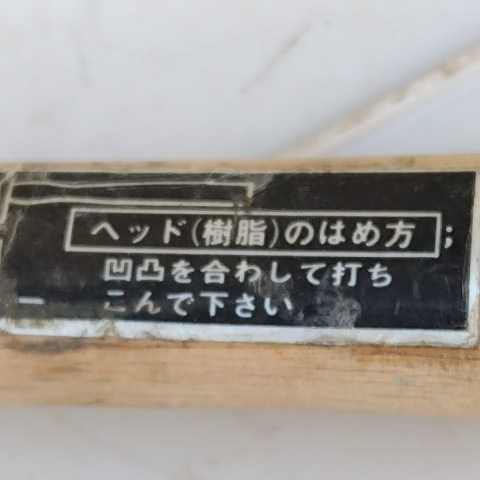 ヘッド(樹脂)のはめ方;
凹凸を合わして打ち
こんで下さい